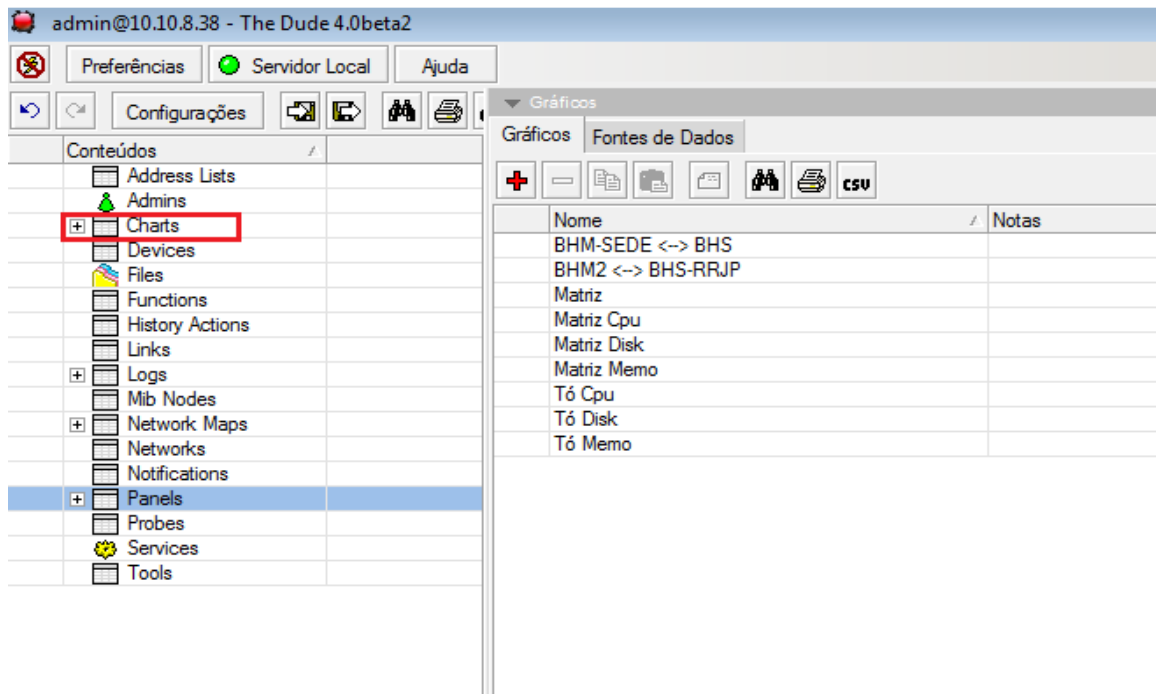 admin@10.10.8.38 - The Dude 4.0beta2
Preferências Servidor Local Ajuda
Configurações
Conteúdos
Address Lists
Admins
Charts
Devices
Files
Functions
History Actions
Links
Logs
Mib Nodes
Network Maps
Networks
Notifications
Panels
Probes
Services
Tools
Gráficos
Gráficos Fontes de Dados
CSV
Nome Notas
BHM-SEDE <--> BHS
BHM2 <--> BHS-RRJP
Matriz
Matriz Cpu
Matriz Disk
Matriz Memo
Tó Cpu
Tó Disk
Tó Memo